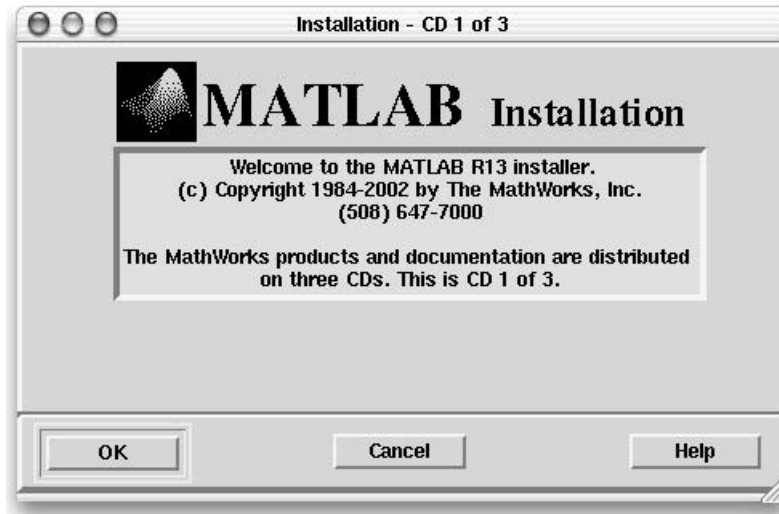 Installation - CD 1 of 3
MATLAB Installation
Welcome to the MATLAB R13 installer.
(c) Copyright 1984-2002 by The MathWorks, Inc.
(508) 647-7000
The MathWorks products and documentation are distributed
on three CDs. This is CD 1 of 3.
OK Cancel Help